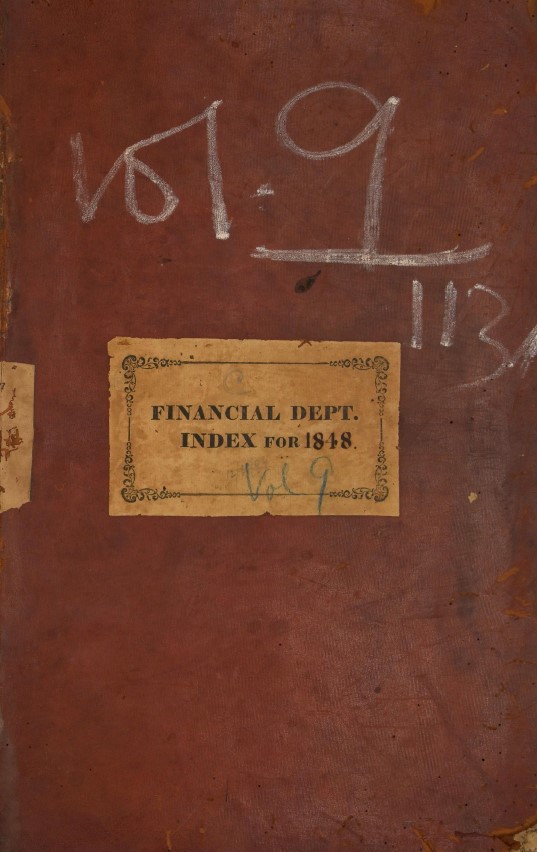 Vol. 9
113
FINANCIAL DEPT.
INDEX FOR 1848.
Vol 9